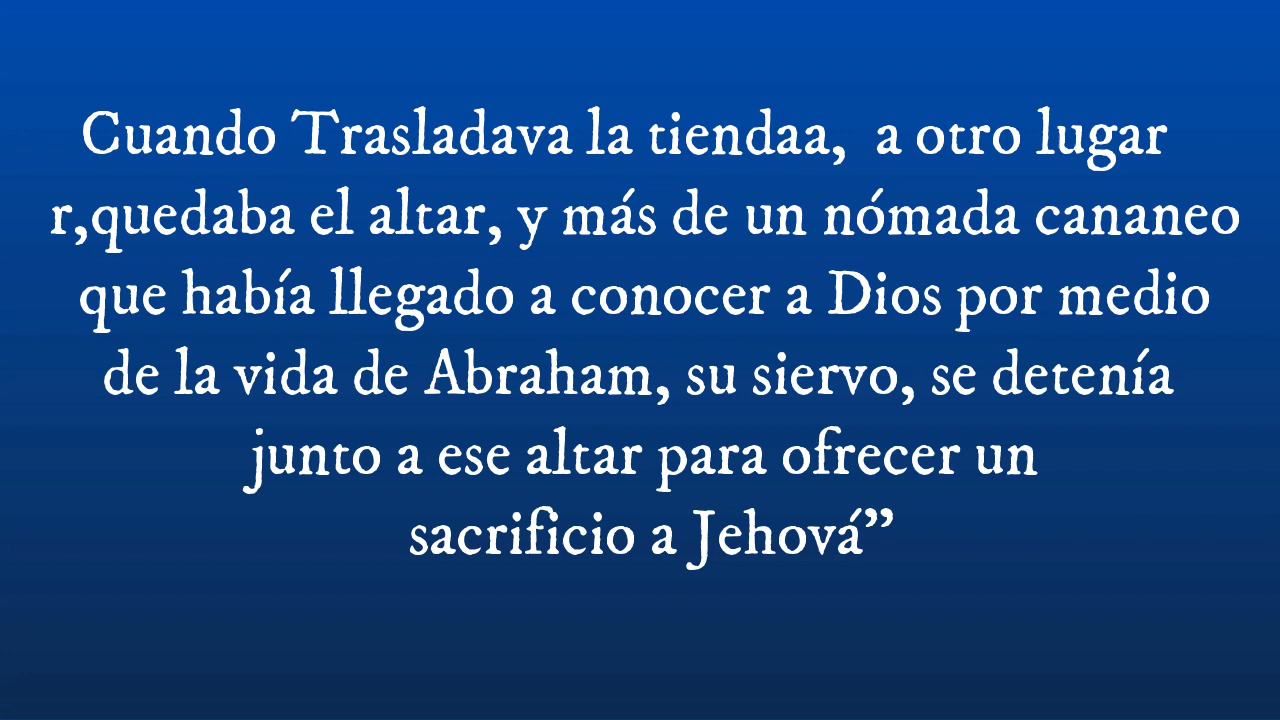 Cuando Trasladava la tiendaa,  a otro lugar
r,quedaba el altar, y más de un nómada cananeo
que había llegado a conocer a Dios por medio
de la vida de Abraham, su siervo, se detenía
junto a ese altar para ofrecer un
sacrificio a Jehová”